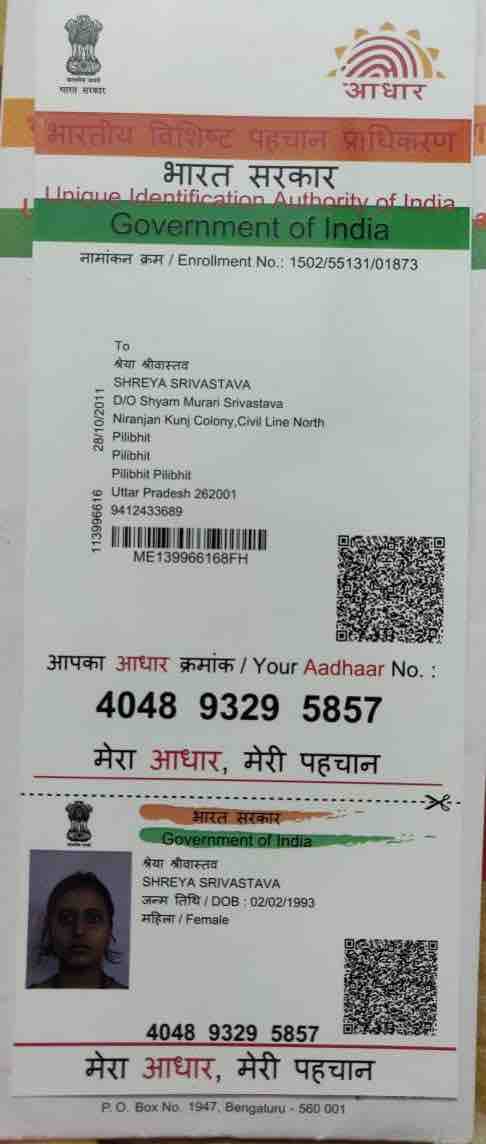 भारत सरकार
आधार
भारतीय विशिष्ट पहचान प्राधिकरण
भारत सरकार
Unique Identification Authority of India
Government of India
नामांकन क्रम / Enrollment No.: 1502/55131/01873
To
श्रेया श्रीवास्तव
SHREYA SRIVASTAVA
D/O Shyam Murari Srivastava
Niranjan Kunj Colony,Civil Line North
Pilibhit
Pilibhit
Pilibhit Pilibhit
Uttar Pradesh 262001
9412433689
28/10/2011
113996616
ME139966168FH
आपका आधार क्रमांक / Your Aadhaar No. :
4048 9329 5857
मेरा आधार, मेरी पहचान
भारत सरकार
Government of India
श्रेया श्रीवास्तव
SHREYA SRIVASTAVA
जन्म तिथि / DOB : 02/02/1993
महिला / Female
4048 9329 5857
मेरा आधार, मेरी पहचान
P. O. Box No. 1947, Bengaluru - 560 001